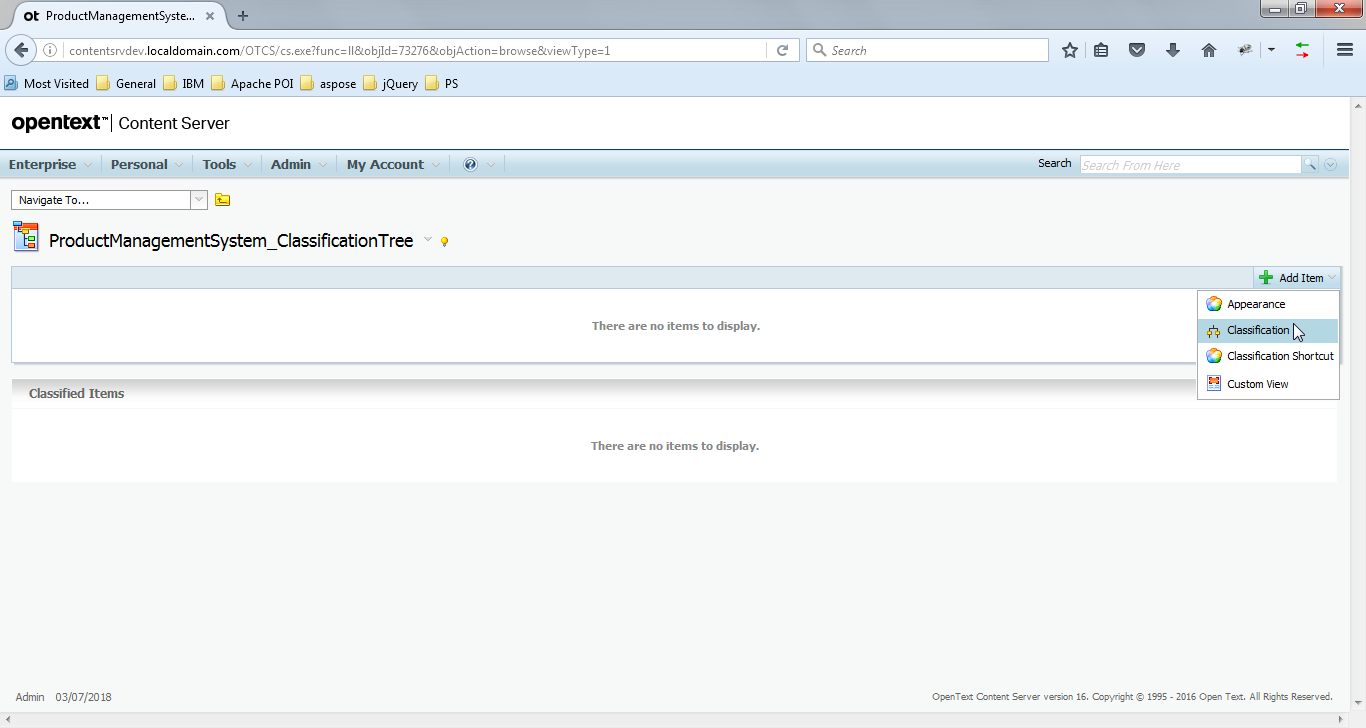 ot ProductManagementSyste...
contentsrvdev.localdomain.com/OTCS/cs.exe?func=ll&objId=73276&objAction=browse&viewType=1
Search
Most Visited General IBM Apache POI aspose jQuery PS
opentext™ Content Server
Enterprise Personal Tools Admin My Account Search Search From Here
Navigate To...
ProductManagementSystem_ClassificationTree
Add Item
There are no items to display.
Appearance
Classification
Classification Shortcut
Custom View
Classified Items
There are no items to display.
Admin 03/07/2018
OpenText Content Server version 16. Copyright © 1995 - 2016 Open Text. All Rights Reserved.